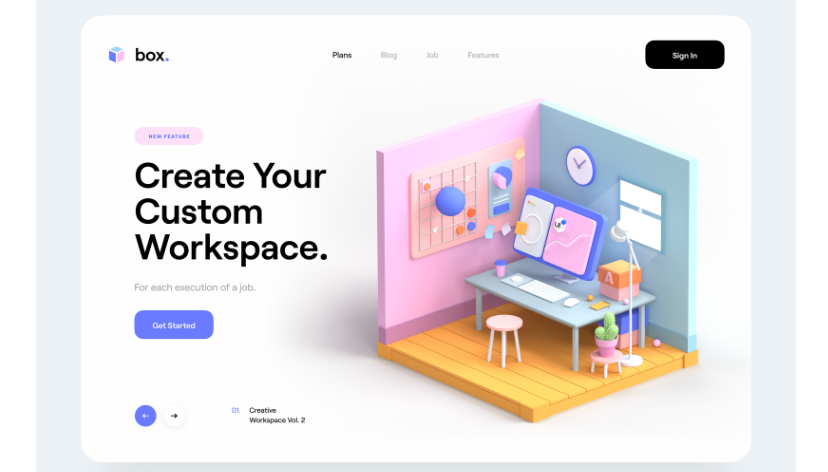 box.
Plans
Blog
Job
Features
Sign In
NEW FEATURE
Create Your
Custom
Workspace.
For each execution of a job.
Get Started
01.
Creative
Workspace Vol. 2
A